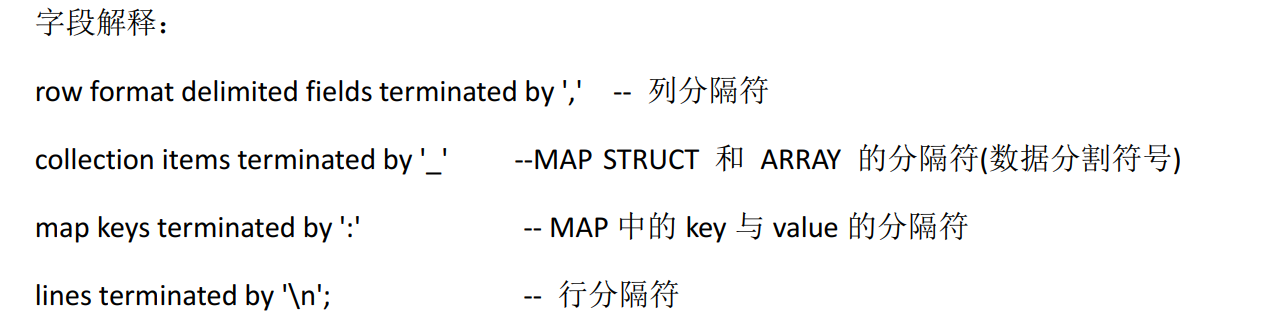 字段解释：
row format delimited fields terminated by ',' -- 列分隔符
collection items terminated by '_' --MAP STRUCT 和 ARRAY 的分隔符(数据分割符号)
map keys terminated by ':' -- MAP 中的 key 与 value 的分隔符
lines terminated by '\n'; -- 行分隔符